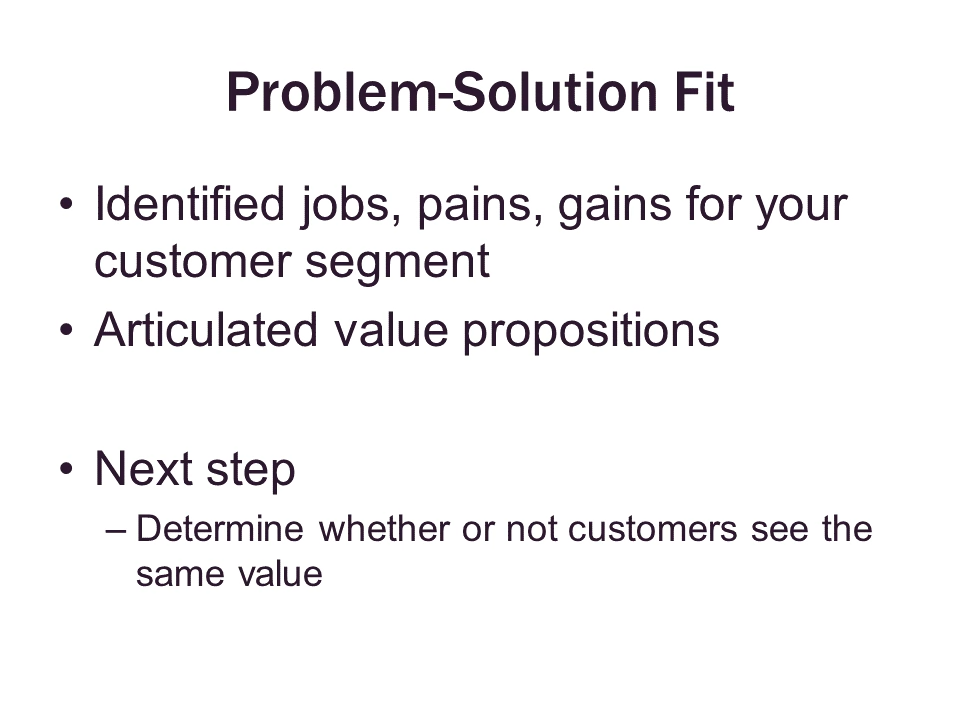 Problem-Solution Fit
• Identified jobs, pains, gains for your
customer segment
• Articulated value propositions
• Next step
– Determine whether or not customers see the
same value